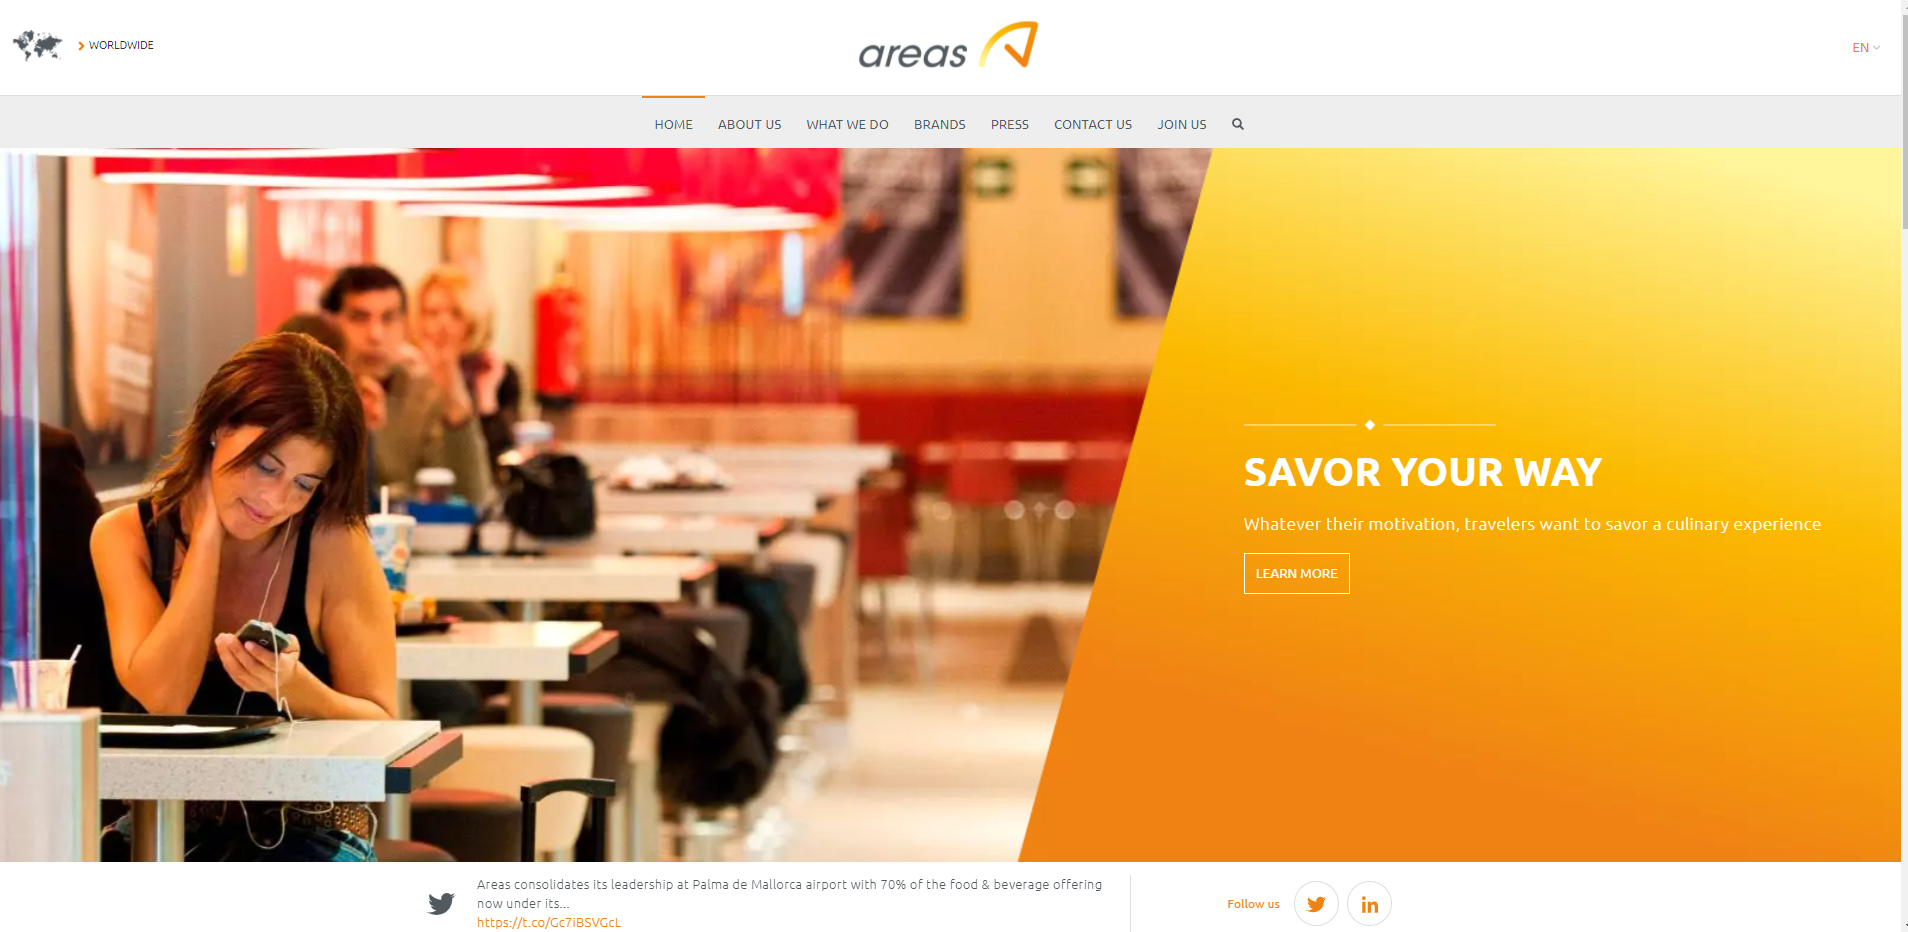 WORLDWIDE
areas
EN
HOME ABOUT US WHAT WE DO BRANDS PRESS CONTACT US JOIN US
SAVOR YOUR WAY
Whatever their motivation, travelers want to savor a culinary experience
LEARN MORE
Areas consolidates its leadership at Palma de Mallorca airport with 70% of the food & beverage offering
now under its...
https://t.co/Gc7iBSVGcL
Follow us
in